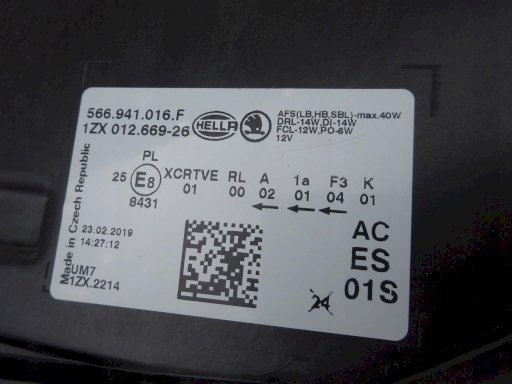 566.941.016.F
1ZX 012.669-26
HELLA
AFS(LB,HB,SBL)-max.40W
DRL-14W,DI-14W
FCL-12W,PO-6W
12V
PL
25 E8 XCRTVE RL A 1a F3 K
8431 01 00 02 01 04 01
Made in Czech Republic
23.02.2019
14:27:12
UM7
1ZX.2214
AC
ES
01S
24